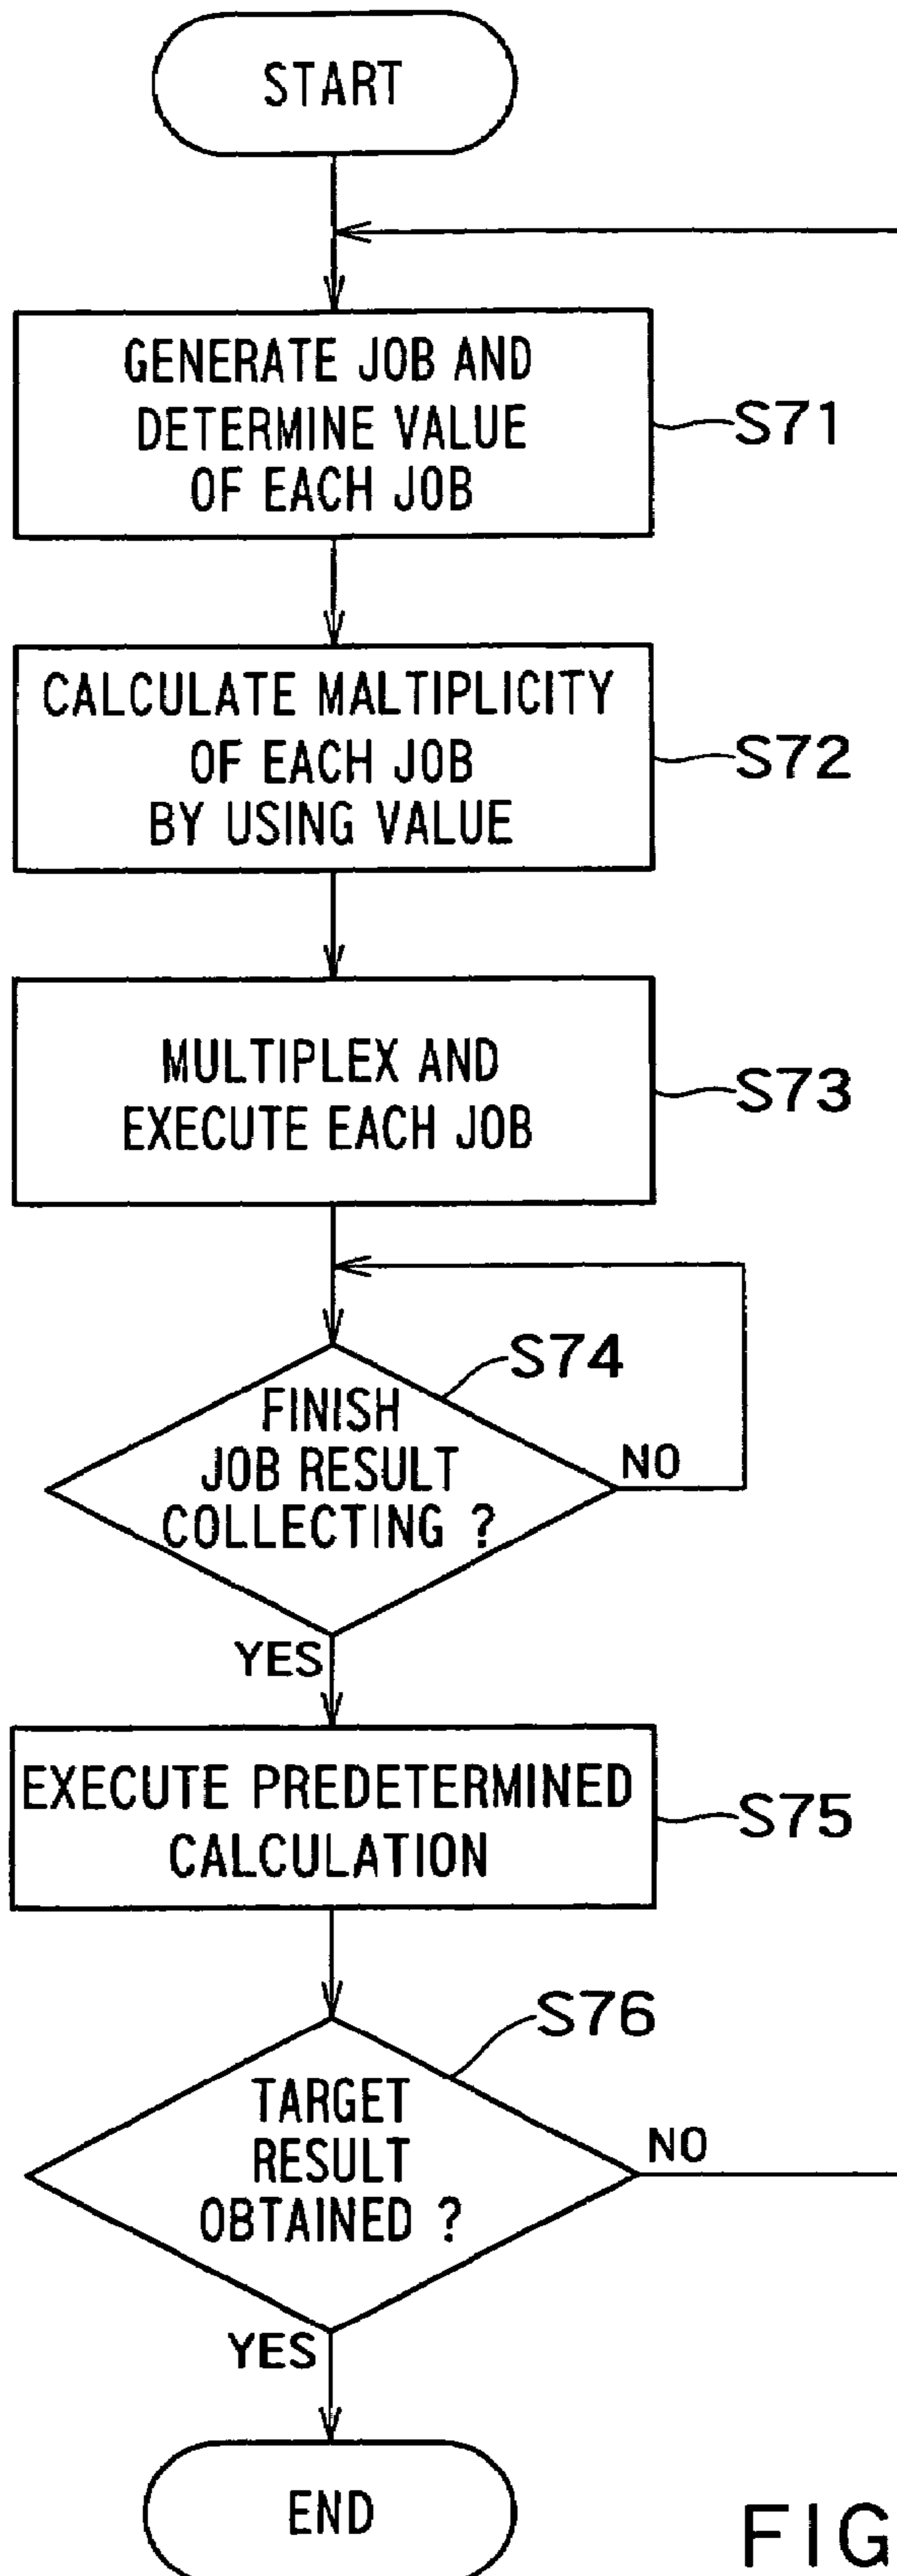 START
GENERATE JOB AND
DETERMINE VALUE
OF EACH JOB
S71
CALCULATE MALTIPLICITY
OF EACH JOB
BY USING VALUE
S72
MULTIPLEX AND
EXECUTE EACH JOB
S73
S74
FINISH
JOB RESULT
COLLECTING ?
NO
YES
EXECUTE PREDETERMINED
CALCULATION
S75
S76
TARGET
RESULT
OBTAINED ?
NO
YES
END
FIG